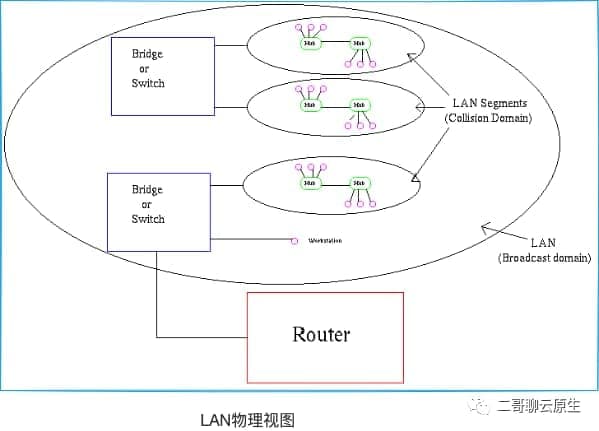 Hub
Hub
Bridge
or
Switch
Hub
Hub
LAN Segments
(Collision Domain)
Hub
Hub
Bridge
or
Switch
Workstation
LAN
(Broadcast domain)
Router
二哥聊云原生
LAN物理视图